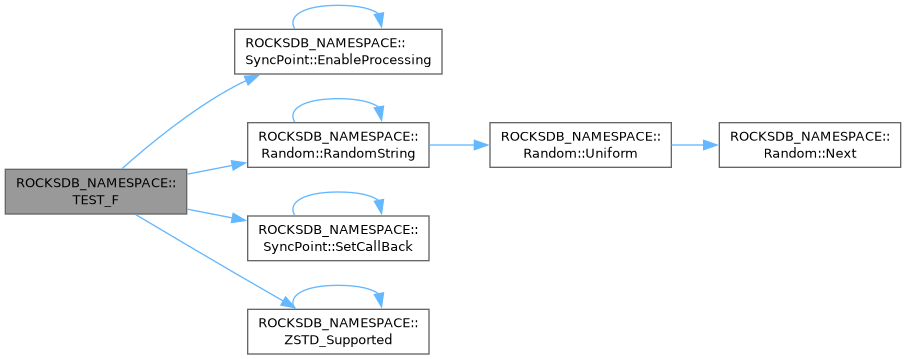 ROCKSDB_NAMESPACE::
SyncPoint::EnableProcessing
ROCKSDB_NAMESPACE::
Random::RandomString
ROCKSDB_NAMESPACE::
Random::Uniform
ROCKSDB_NAMESPACE::
Random::Next
ROCKSDB_NAMESPACE::
TEST_F
ROCKSDB_NAMESPACE::
SyncPoint::SetCallBack
ROCKSDB_NAMESPACE::
ZSTD_Supported